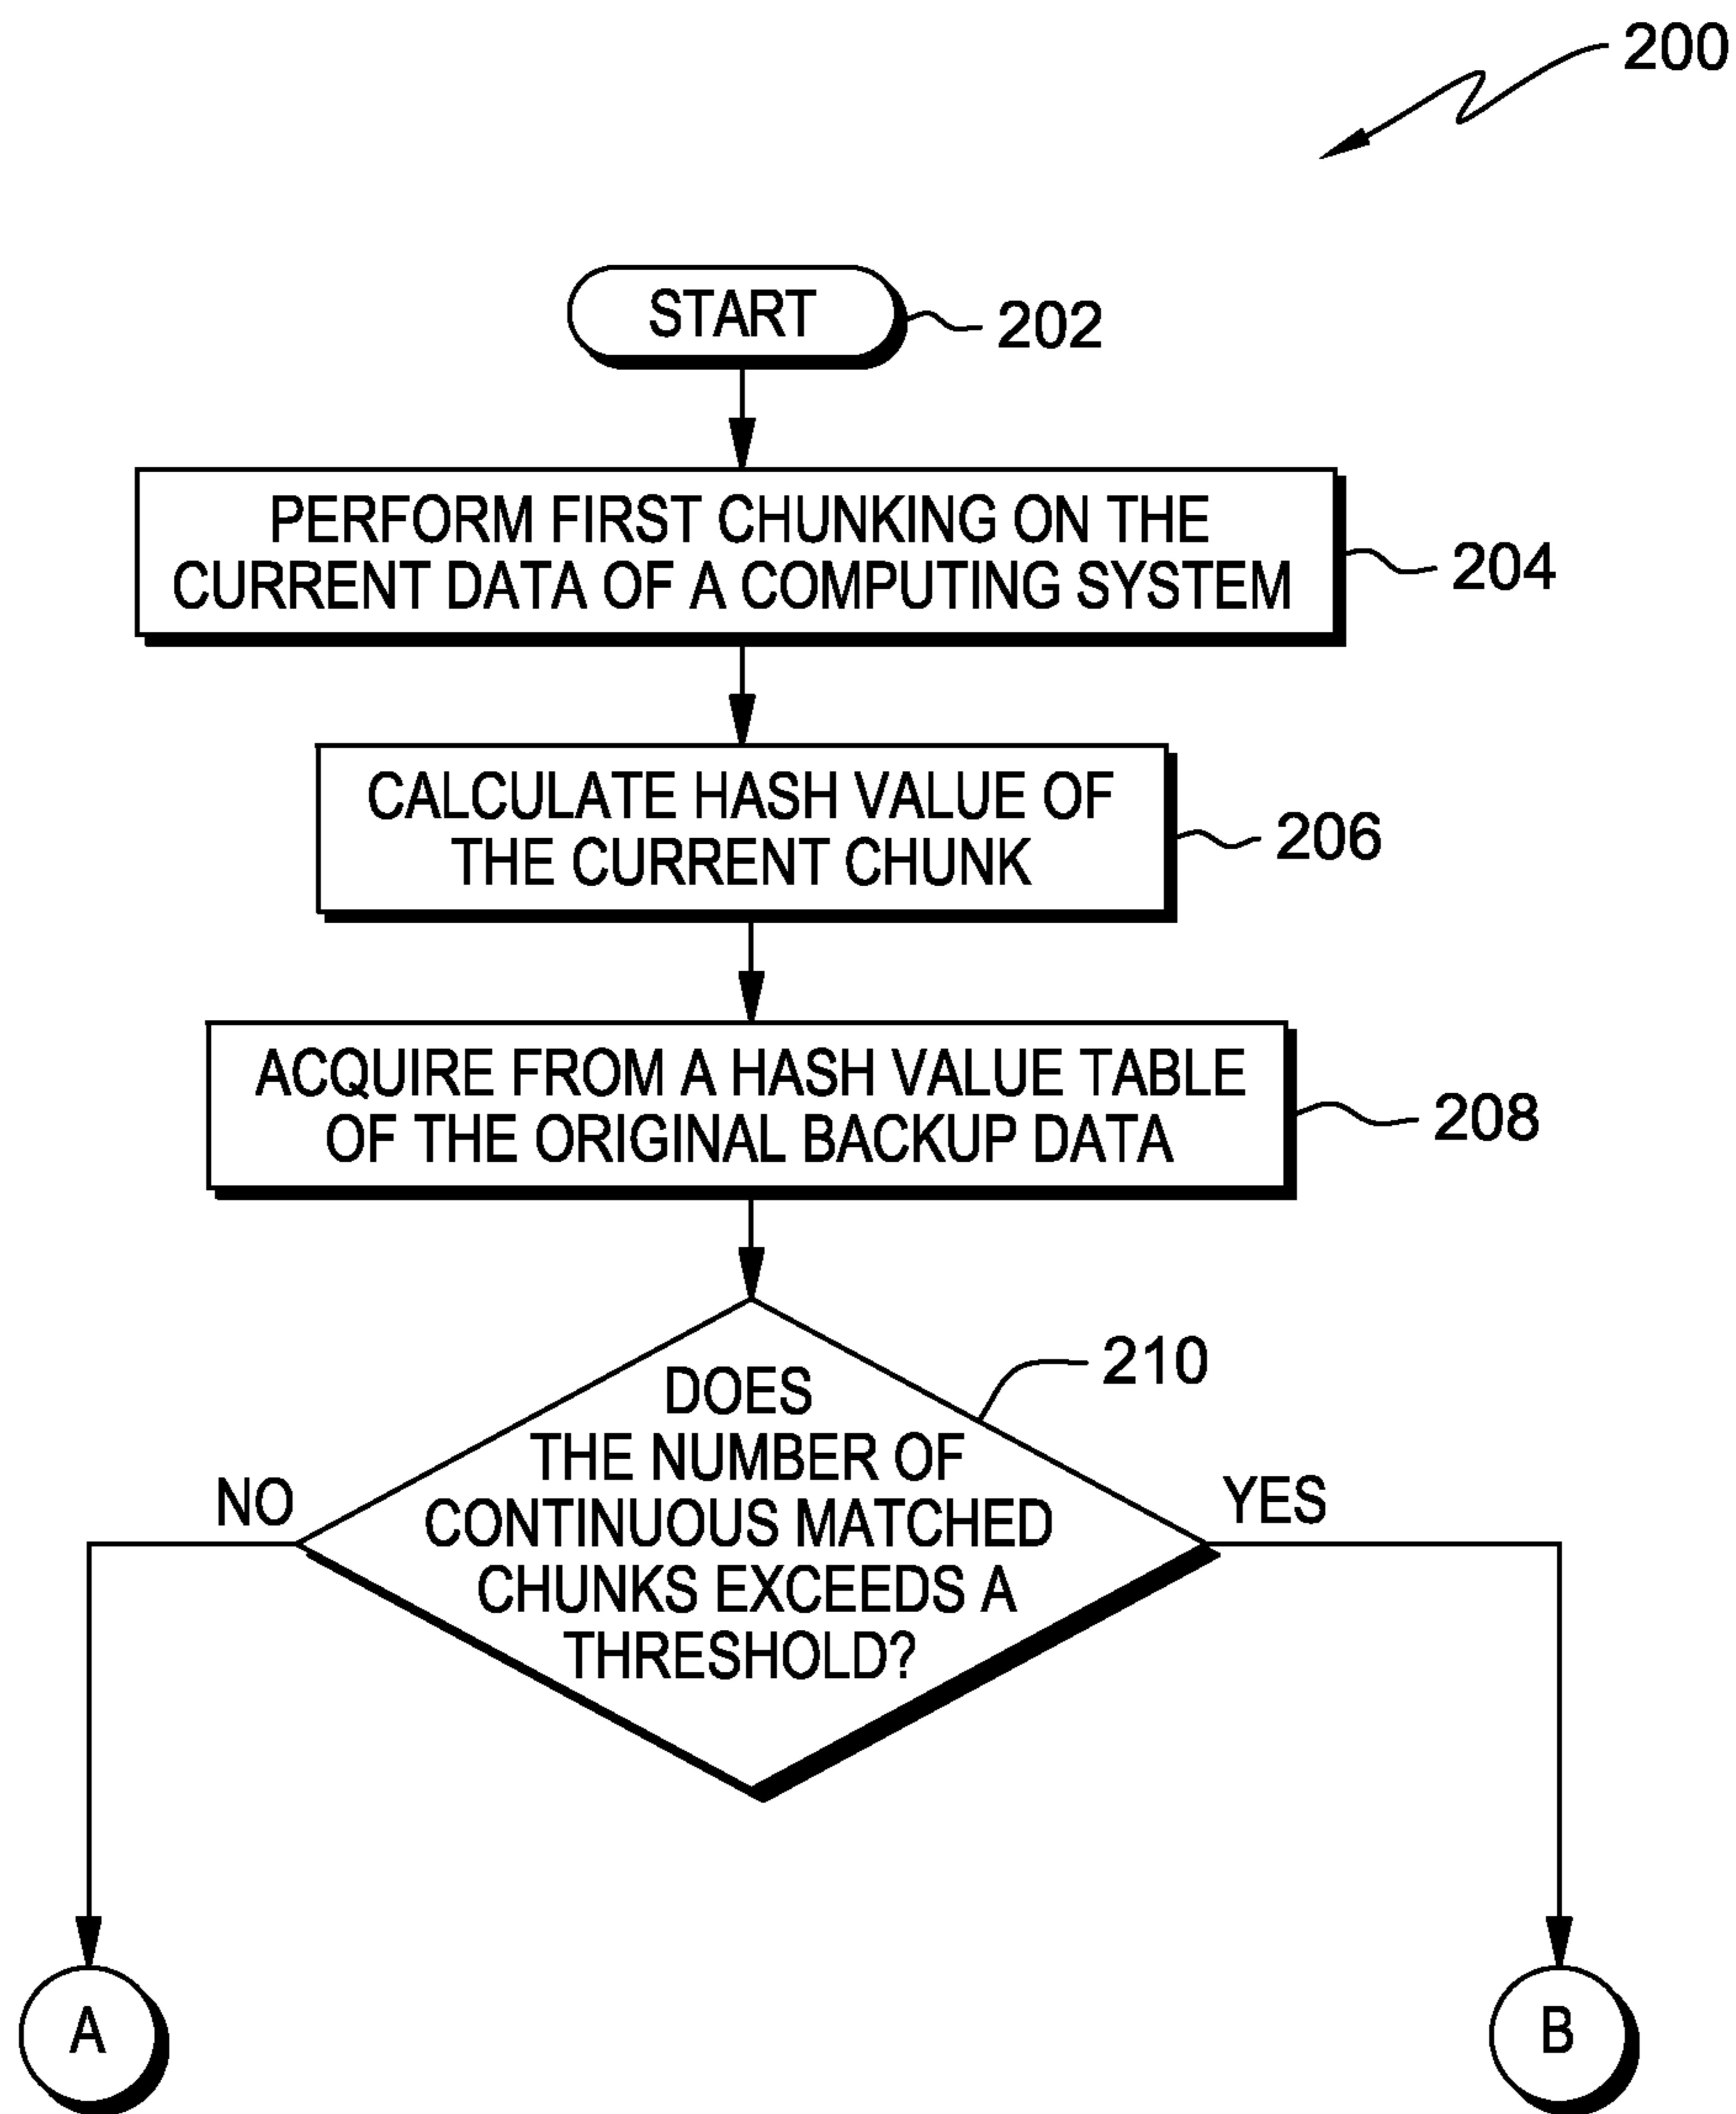 200
START
202
PERFORM FIRST CHUNKING ON THE
CURRENT DATA OF A COMPUTING SYSTEM
204
CALCULATE HASH VALUE OF
THE CURRENT CHUNK
206
ACQUIRE FROM A HASH VALUE TABLE
OF THE ORIGINAL BACKUP DATA
208
210
DOES
THE NUMBER OF
CONTINUOUS MATCHED
CHUNKS EXCEEDS A
THRESHOLD?
NO
YES
A
B